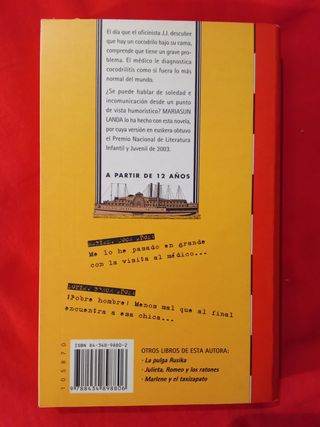 El día que el oficinista J.J. descubre
que hay un cocodrilo bajo su cama,
comprende que tiene un grave pro-
blema. El médico le diagnostica
cocodrilitis como si fuera lo más
normal del mundo.
¿Se puede hablar de soledad e
incomunicación desde un punto
de vista humorístico? MARIASUN
LANDA lo ha hecho con esta novela,
por cuya versión en euskera obtuvo
el Premio Nacional de Literatura
Infantil y Juvenil de 2003.
A PARTIR DE 12 AÑOS
Me lo he pasado en grande
con la visita al médico...
¡Pobre hombre! Menos mal que al final
encuentra a esa chica...
ISBN 84-348-9880-2
9 788434 898806
105870
OTROS LIBROS DE ESTA AUTORA:
· La pulga Rusika
· Julieta, Romeo y los ratones
· Marlene y el taxizapato